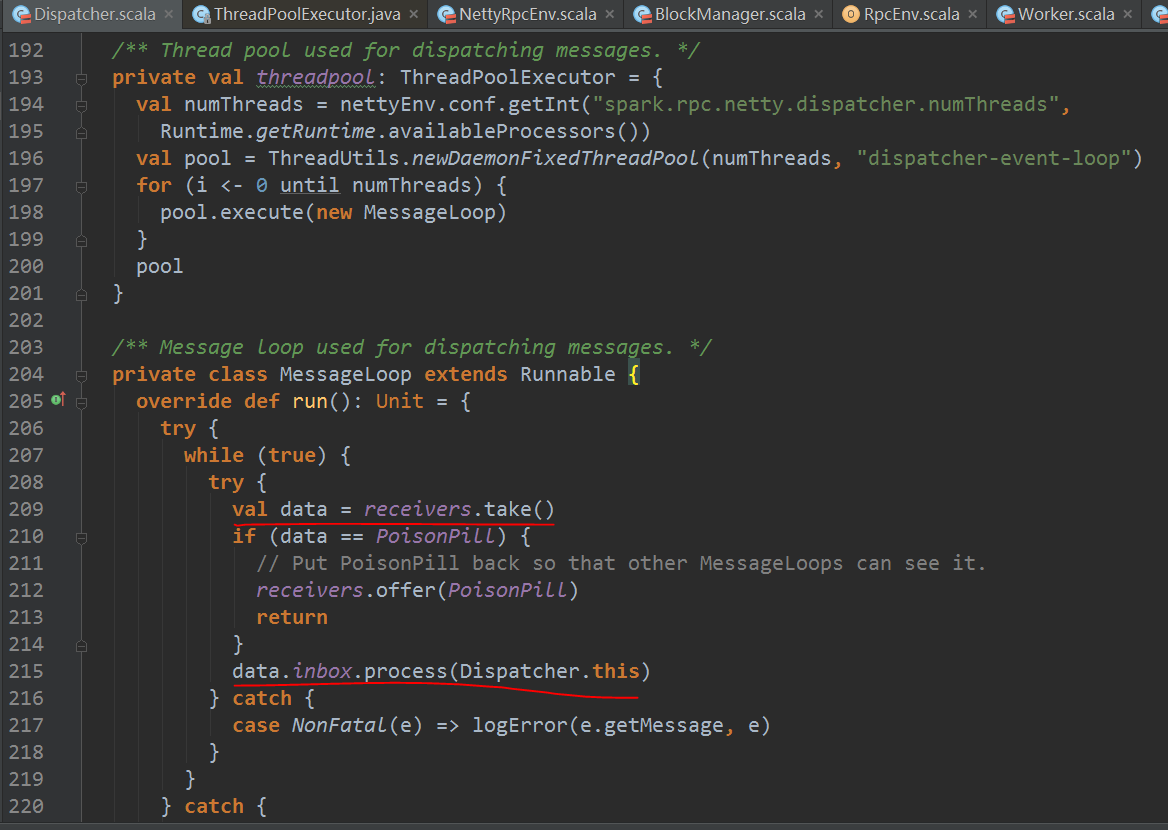 Dispatcher.scala × ThreadPoolExecutor.java × NettyRpcEnv.scala × BlockManager.scala × RpcEnv.scala × Worker.scala ×
192 /** Thread pool used for dispatching messages. */
193 private val threadpool: ThreadPoolExecutor = {
194 val numThreads = nettyEnv.conf.getInt("spark.rpc.netty.dispatcher.numThreads",
195 Runtime.getRuntime.availableProcessors())
196 val pool = ThreadUtils.newDaemonFixedThreadPool(numThreads, "dispatcher-event-loop")
197 for (i <- 0 until numThreads) {
198 pool.execute(new MessageLoop)
199 }
200 pool
201 }
202
203 /** Message loop used for dispatching messages. */
204 private class MessageLoop extends Runnable {
205 override def run(): Unit = {
206 try {
207 while (true) {
208 try {
209 val data = receivers.take()
210 if (data == PoisonPill) {
211 // Put PoisonPill back so that other MessageLoops can see it.
212 receivers.offer(PoisonPill)
213 return
214 }
215 data.inbox.process(Dispatcher.this)
216 } catch {
217 case NonFatal(e) => logError(e.getMessage, e)
218 }
219 }
220 } catch {